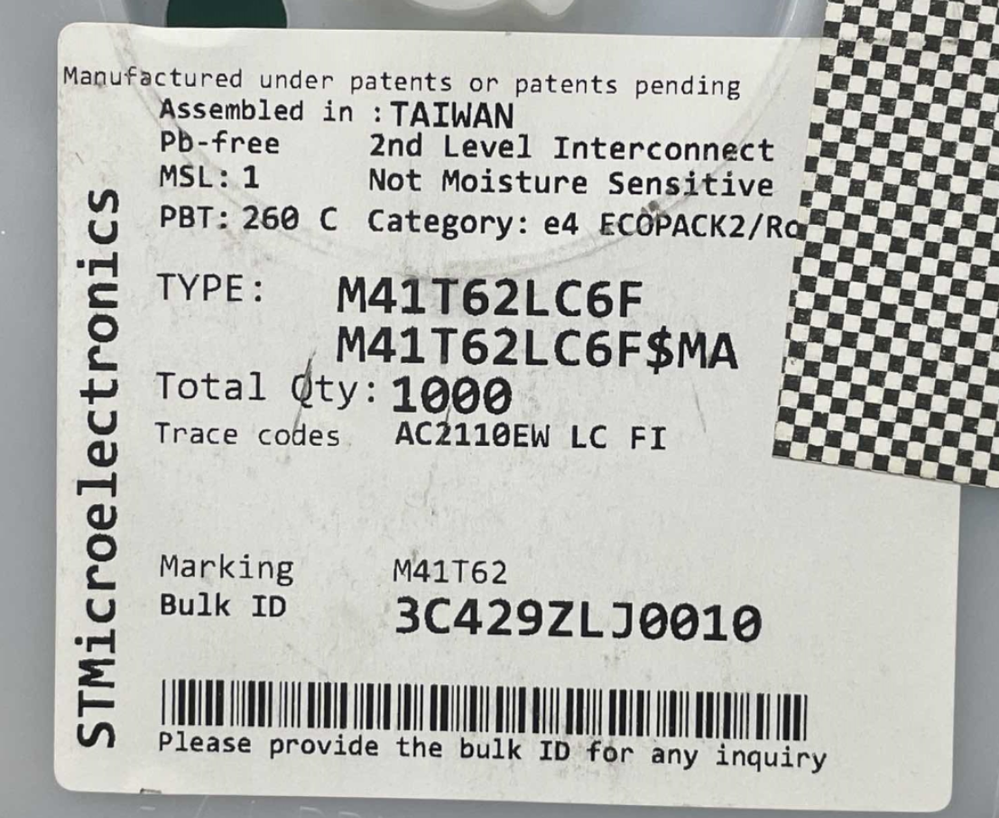 Manufactured under patents or patents pending
Assembled in : TAIWAN
Pb-free 2nd Level Interconnect
MSL: 1 Not Moisture Sensitive
PBT: 260 C Category: e4 ECOPACK2/Ro
TYPE: M41T62LC6F
M41T62LC6F$MA
Total Qty: 1000
Trace codes AC2110EW LC FI
Marking M41T62
Bulk ID 3C429ZLJ0010
Please provide the bulk ID for any inquiry
STMicroelectronics